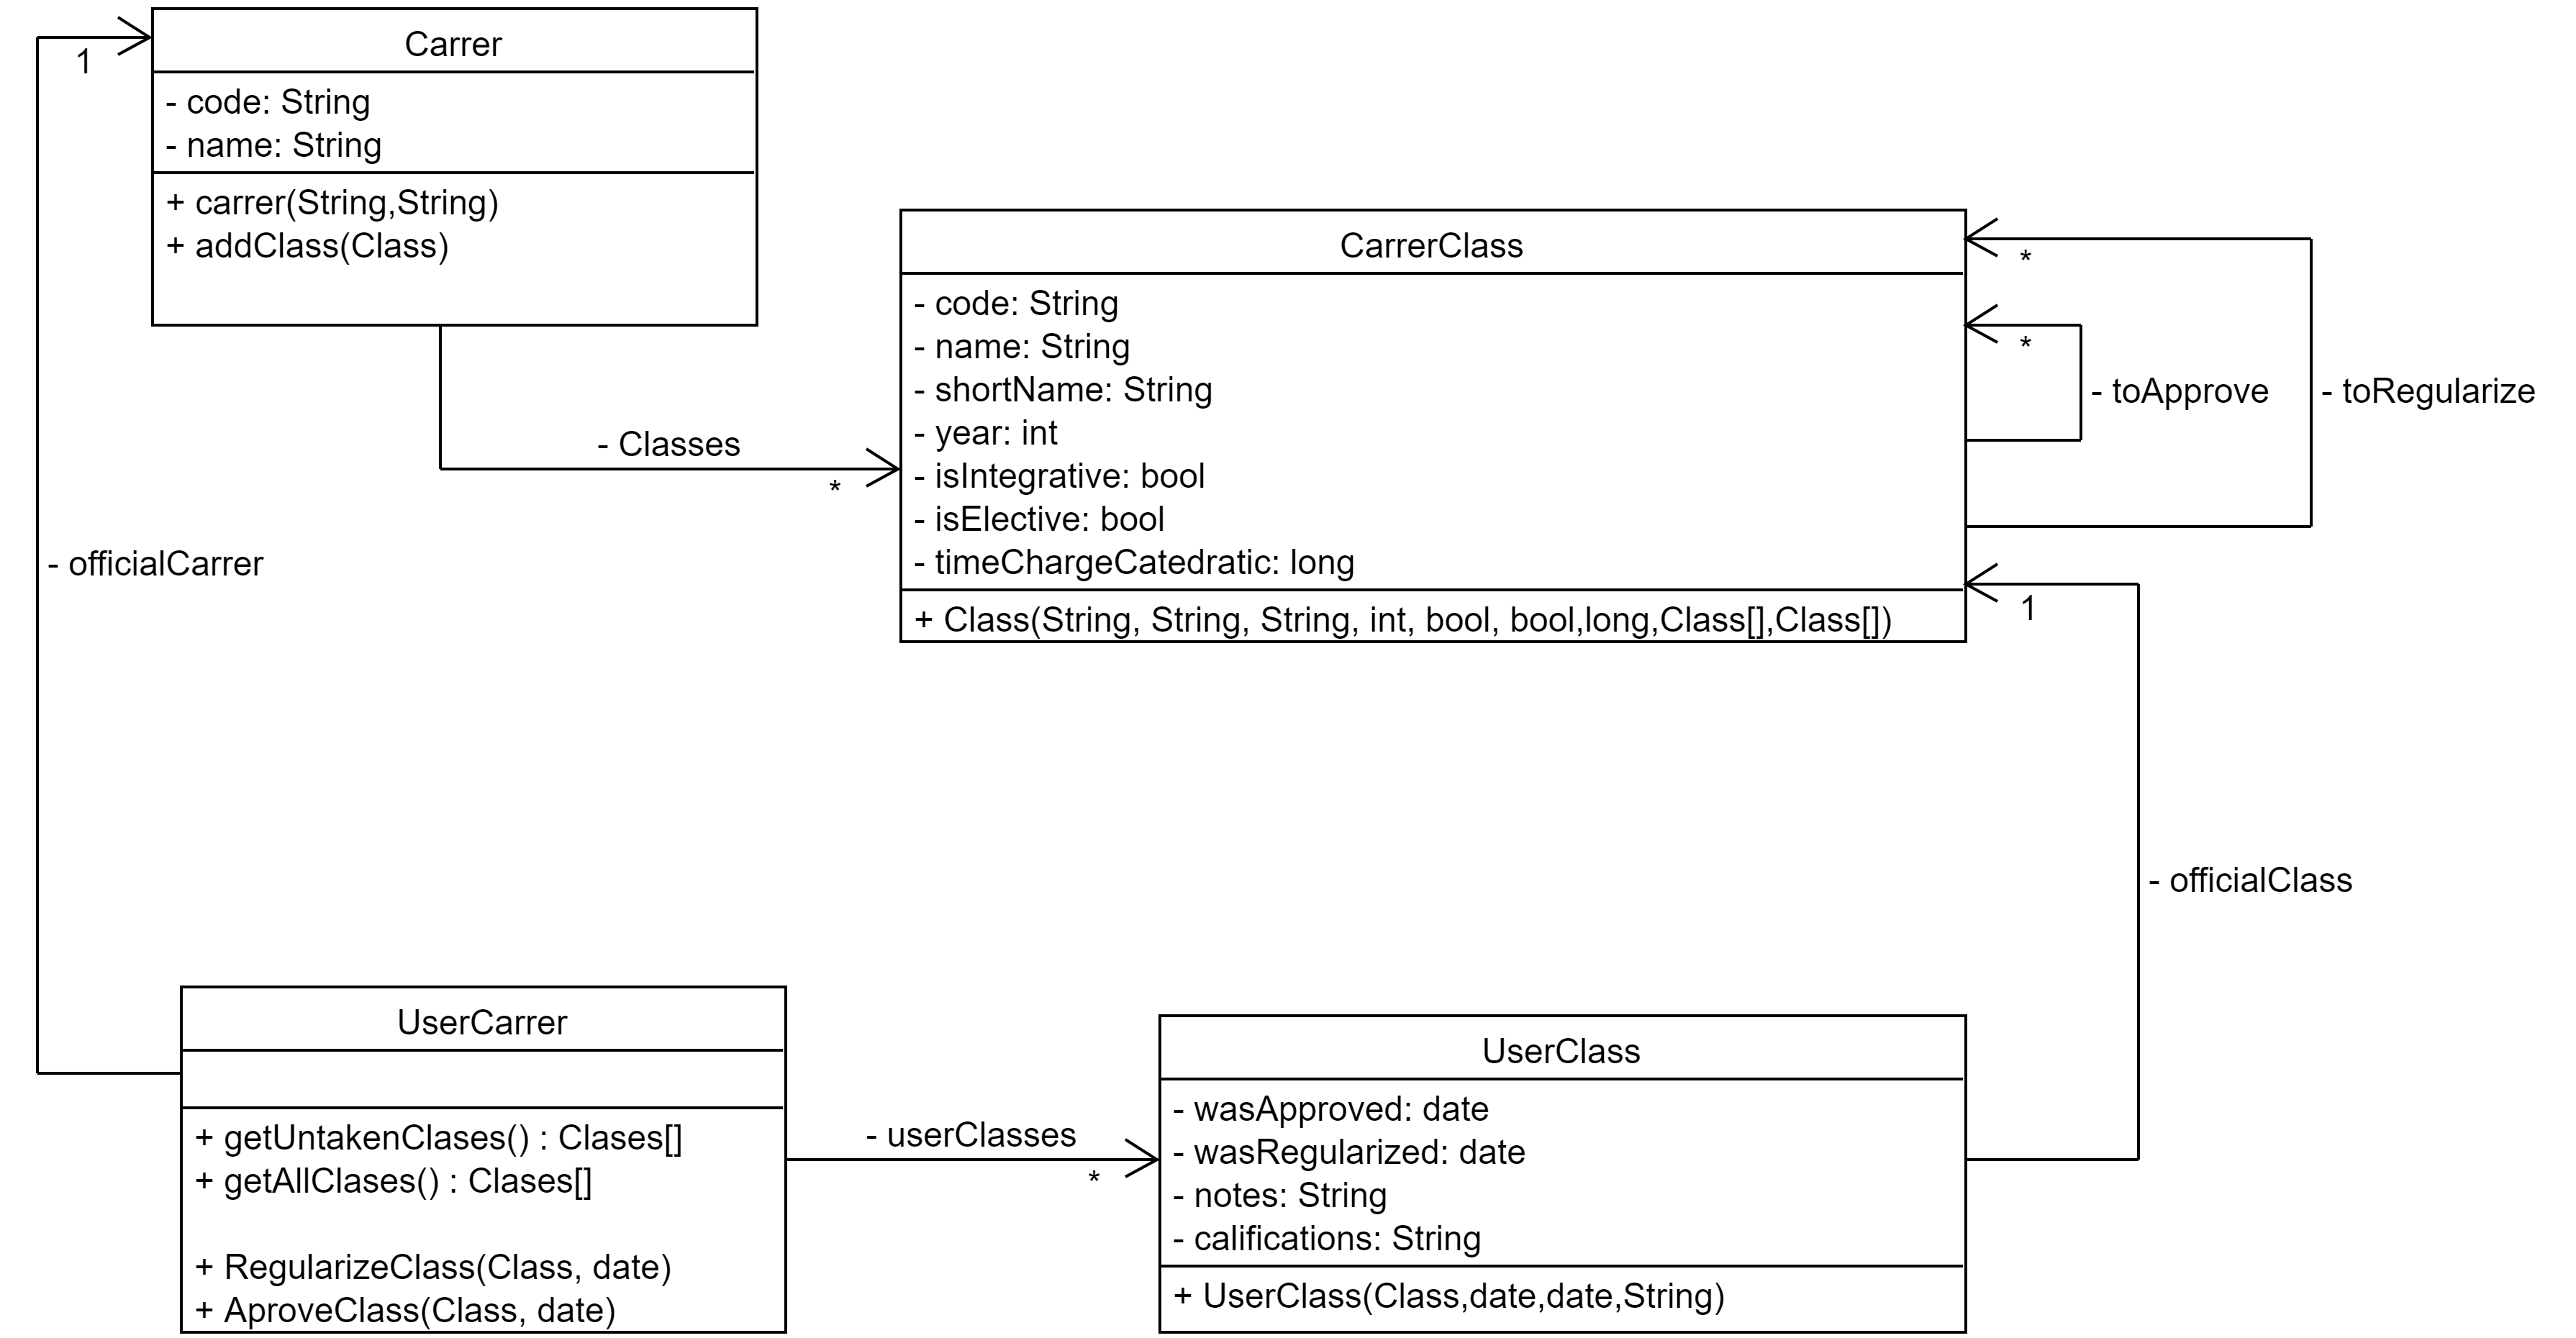 Carrer
- code: String
- name: String
+ carrer(String,String)
+ addClass(Class)
1
CarrerClass
- code: String
- name: String
- shortName: String
- year: int
- isIntegrative: bool
- isElective: bool
- timeChargeCatedratic: long
+ Class(String, String, String, int, bool, bool,long,Class[],Class[])
*
*
- toApprove
- toRegularize
- Classes
*
- officialCarrer
1
- officialClass
UserCarrer
+ getUntakenClases() : Clases[]
+ getAllClases() : Clases[]
+ RegularizeClass(Class, date)
+ AproveClass(Class, date)
- userClasses
*
UserClass
- wasApproved: date
- wasRegularized: date
- notes: String
- califications: String
+ UserClass(Class,date,date,String)